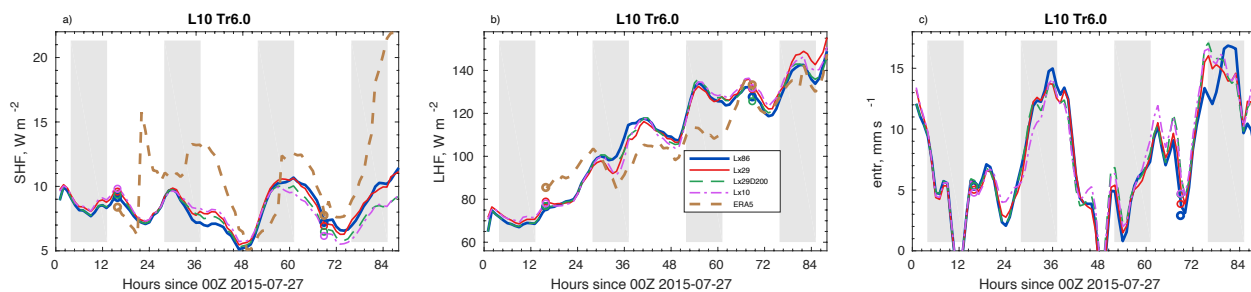 L10 Tr6.0
a)
SHF, W m⁻²
20
15
10
5
0 12 24 36 48 60 72 84
Hours since 00Z 2015-07-27
L10 Tr6.0
b)
LHF, W m⁻²
140
120
100
80
60
0 12 24 36 48 60 72 84
Hours since 00Z 2015-07-27
Lx86
Lx29
Lx29D200
Lx10
ERA5
L10 Tr6.0
c)
entr, mm s⁻¹
15
10
5
0
0 12 24 36 48 60 72 84
Hours since 00Z 2015-07-27